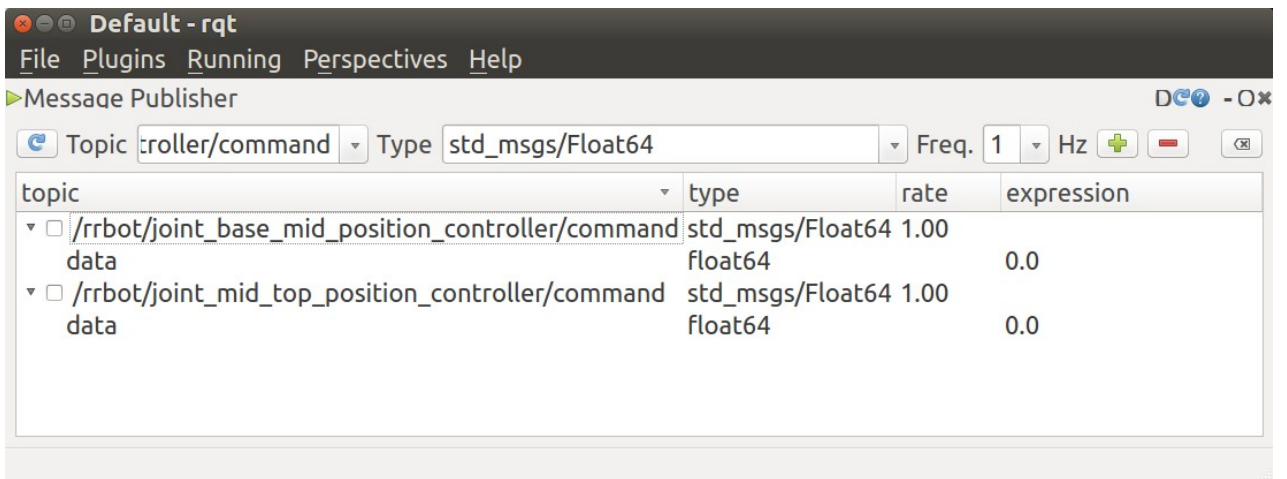 Default - rqt
File Plugins Running Perspectives Help
Message Publisher D - O
Topic troller/command Type std_msgs/Float64 Freq. 1 Hz
topic type rate expression
/rrbot/joint_base_mid_position_controller/command std_msgs/Float64 1.00
data float64 0.0
/rrbot/joint_mid_top_position_controller/command std_msgs/Float64 1.00
data float64 0.0